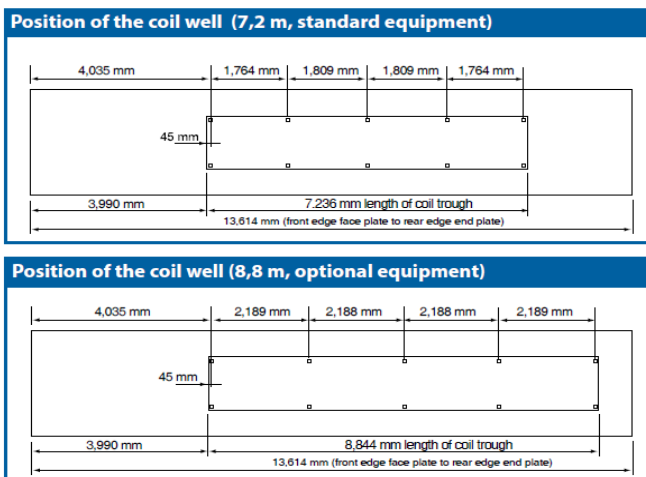 Position of the coil well (7,2 m, standard equipment)
4,035 mm 1,764 mm 1,809 mm 1,809 mm 1,764 mm
45 mm
3,990 mm 7.236 mm length of coil trough
13,614 mm (front edge face plate to rear edge end plate)
Position of the coil well (8,8 m, optional equipment)
4,035 mm 2,189 mm 2,188 mm 2,188 mm 2,189 mm
45 mm
3,990 mm 8,844 mm length of coil trough
13,614 mm (front edge face plate to rear edge end plate)